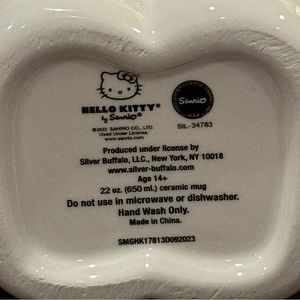 HELLO KITTY®
by Sanrio®
©2023 SANRIO CO., LTD.
Used Under License.
www.sanrio.com
Sanrio
SIL-34783
Produced under license by
Silver Buffalo, LLC., New York, NY 10018
www.silver-buffalo.com
Age 14+
22 oz. (650 ml.) ceramic mug
Do not use in microwave or dishwasher.
Hand Wash Only.
Made in China.
SMGHK17813D092023